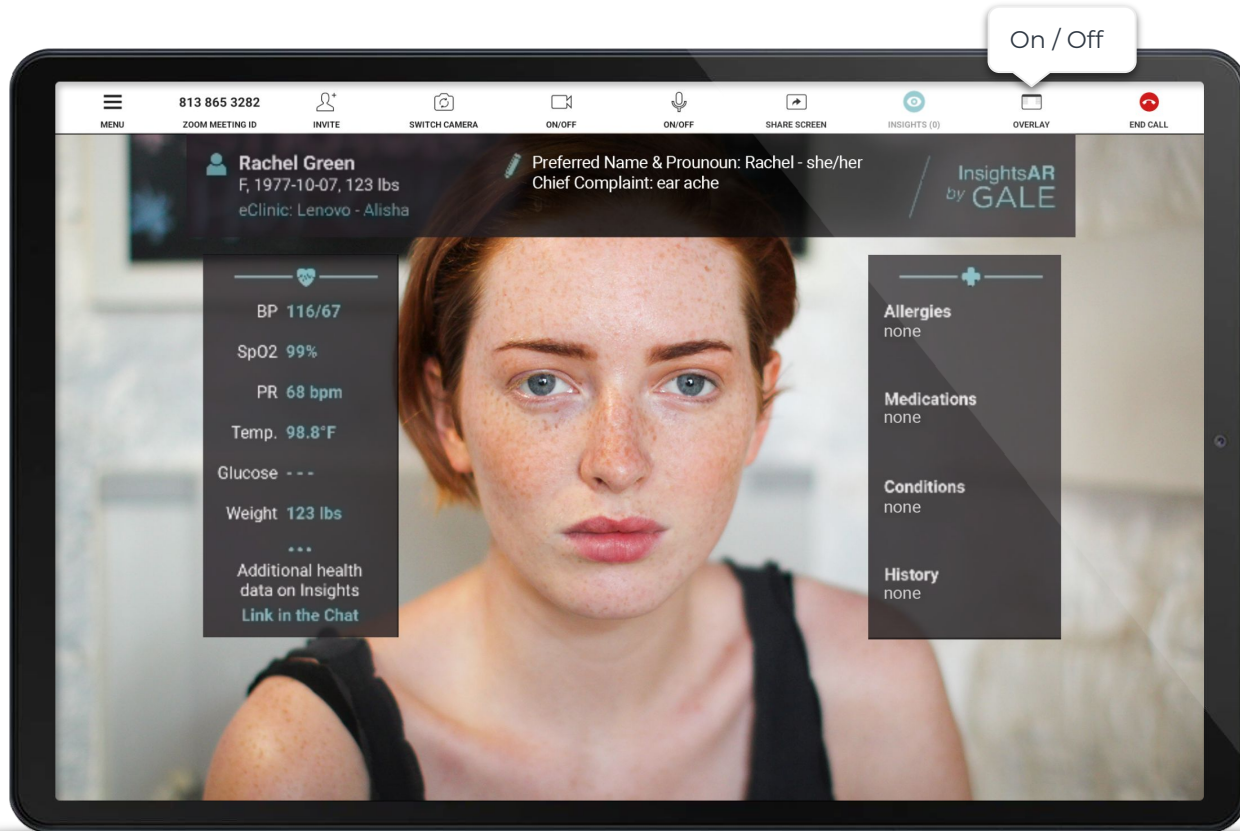 On / Off
813 865 3282
MENU
ZOOM MEETING ID
INVITE
SWITCH CAMERA
ON/OFF
ON/OFF
SHARE SCREEN
INSIGHTS (0)
OVERLAY
END CALL
Rachel Green
F, 1977-10-07, 123 lbs
eClinic: Lenovo - Alisha
Preferred Name & Prounoun: Rachel - she/her
Chief Complaint: ear ache
InsightsAR
by GALE
BP 116/67
SpO2 99%
PR 68 bpm
Temp. 98.8°F
Glucose - - -
Weight 123 lbs
...
Additional health
data on Insights
Link in the Chat
Allergies
none
Medications
none
Conditions
none
History
none